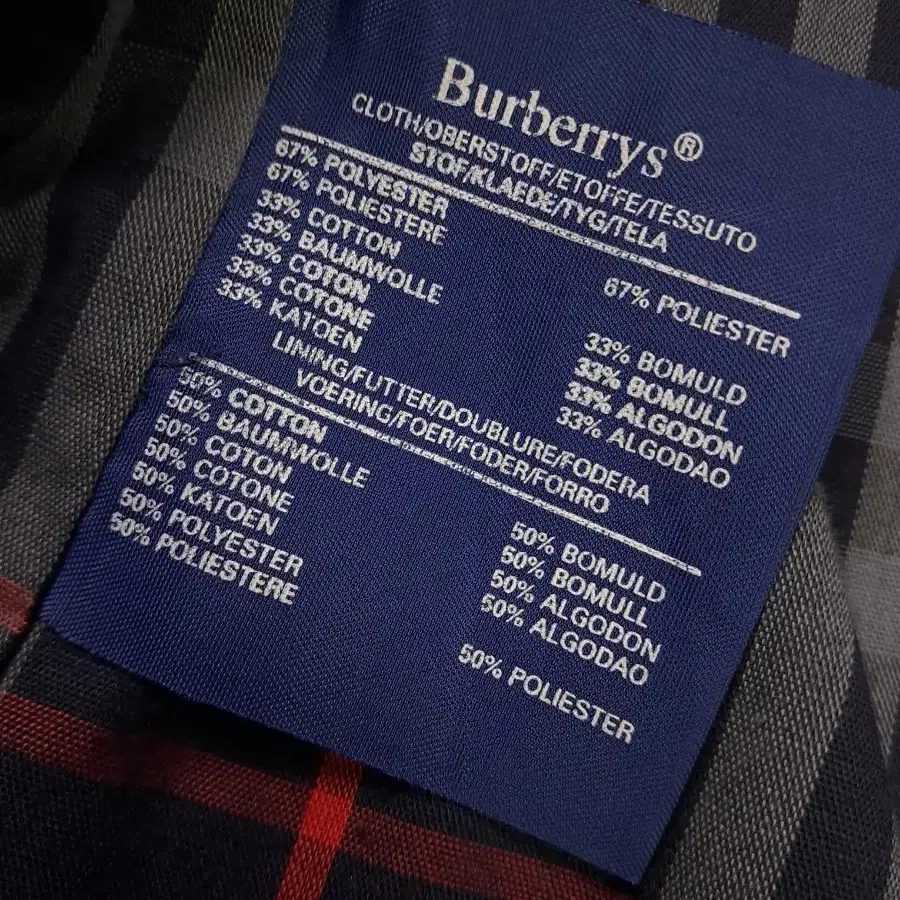 Burberrys®
CLOTH/OBERSTOFF/ETOFFE/TESSUTO
STOF/KLAEDE/TYG/TELA
67% POLYESTER
67% POLIESTERE
33% COTTON
33% BAUMWOLLE
33% COTON
33% COTONE
33% KATOEN
67% POLIESTER
33% BOMULD
33% BOMULL
33% ALGODON
33% ALGODAO
LINING/FUTTER/DOUBLURE/FODERA
VOERING/FOER/FODER/FORRO
50% COTTON
50% BAUMWOLLE
50% COTON
50% COTONE
50% KATOEN
50% POLYESTER
50% POLIESTERE
50% BOMULD
50% BOMULL
50% ALGODON
50% ALGODAO
50% POLIESTER